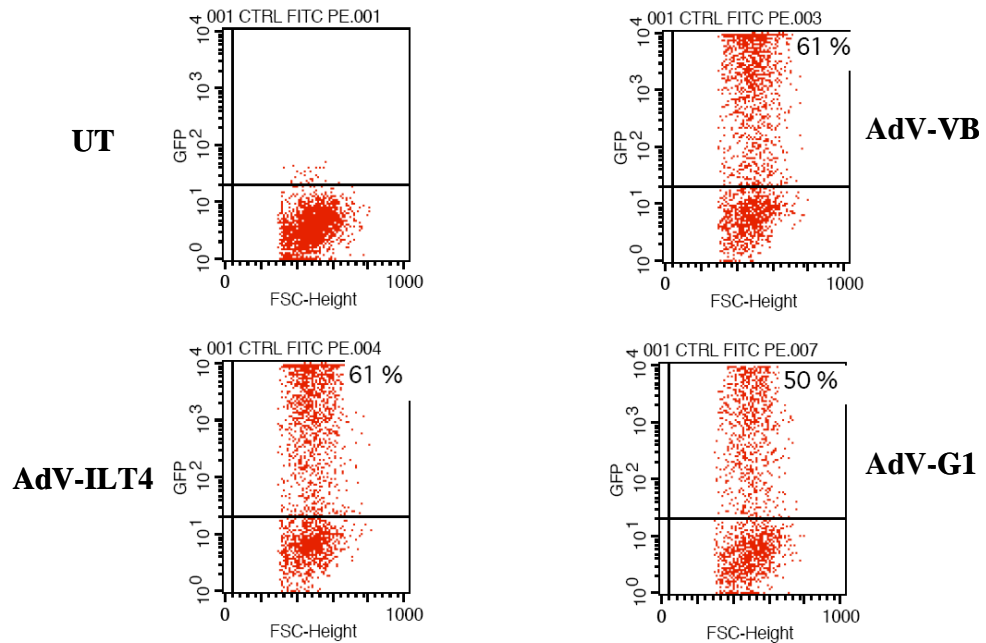 001 CTRL FITC PE.001
UT
GFP
10^4
10^3
10^2
10^1
10^0
0 1000
FSC-Height
001 CTRL FITC PE.003
61 %
AdV-VB
GFP
10^4
10^3
10^2
10^1
10^0
0 1000
FSC-Height
001 CTRL FITC PE.004
61 %
AdV-ILT4
GFP
10^4
10^3
10^2
10^1
10^0
0 1000
FSC-Height
001 CTRL FITC PE.007
50 %
AdV-G1
GFP
10^4
10^3
10^2
10^1
10^0
0 1000
FSC-Height